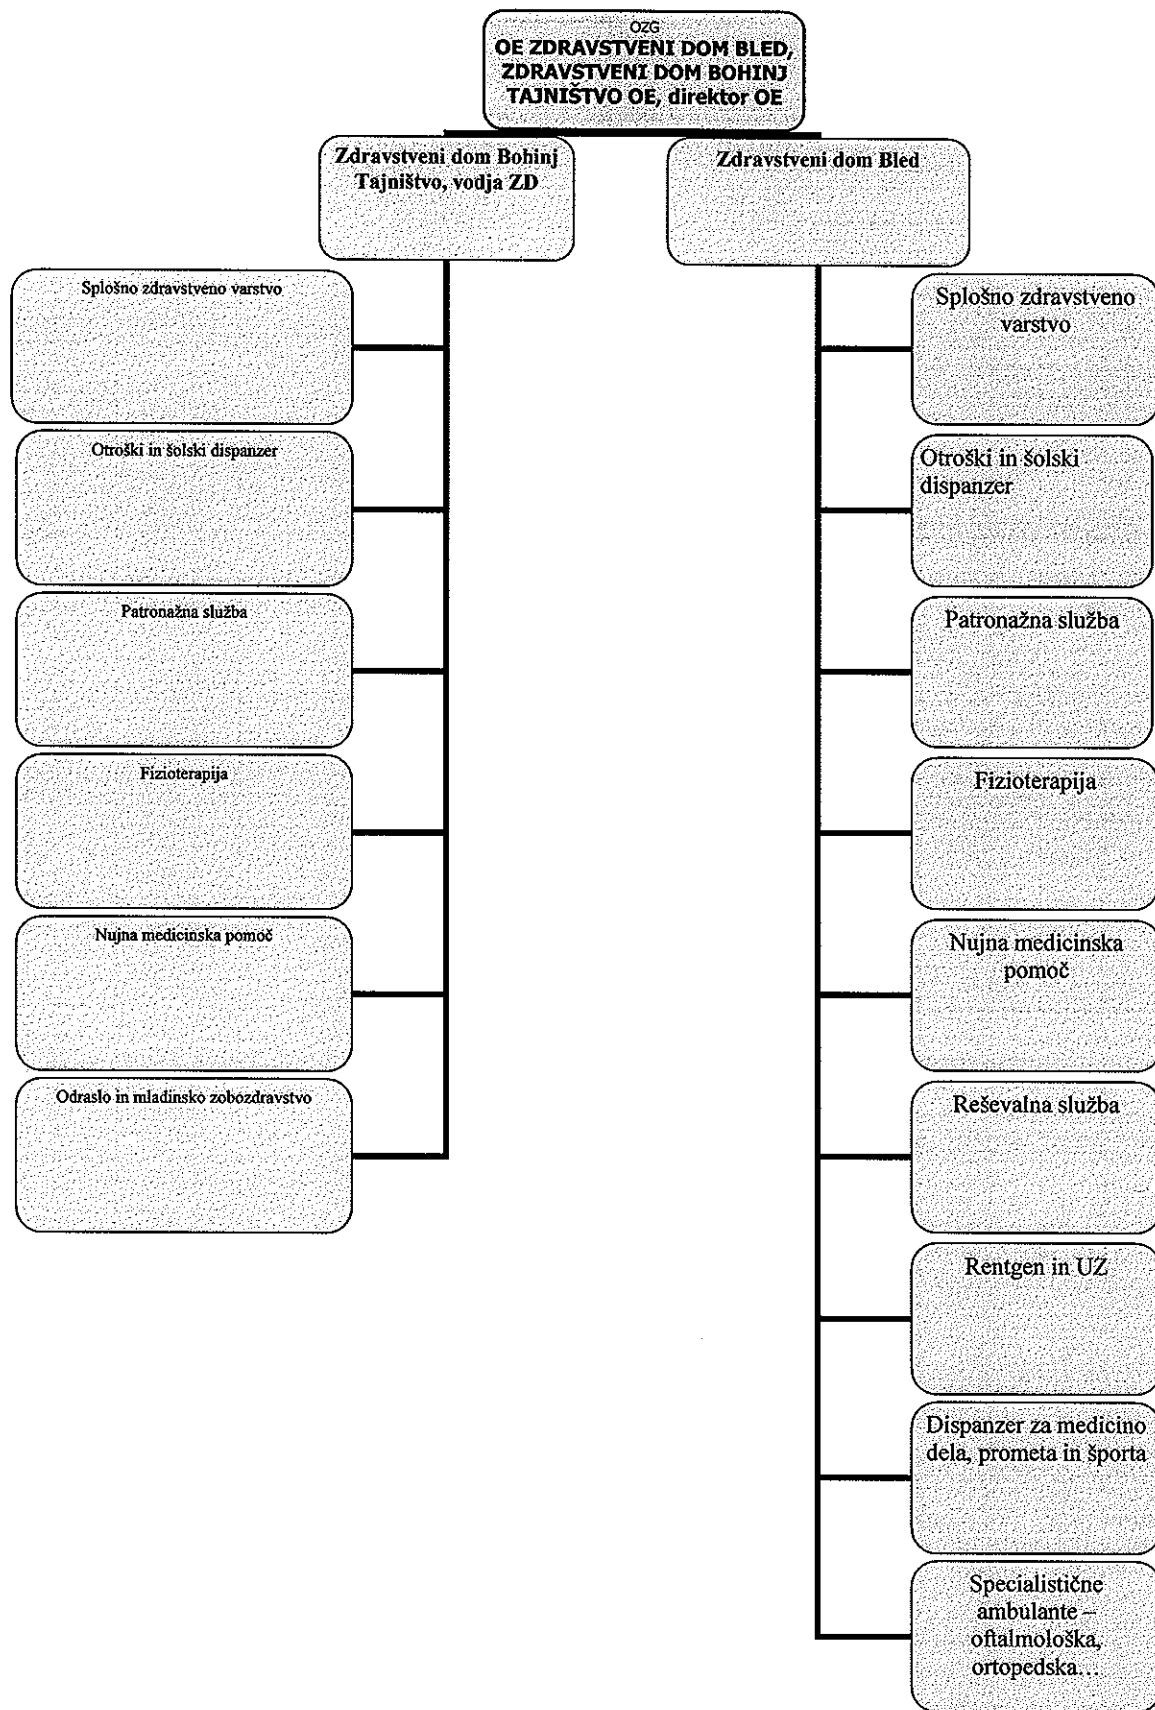 OZG
OE ZDRAVSTVENI DOM BLED,
ZDRAVSTVENI DOM BOHINJ
TAJNIŠTVO OE, direktor OE
Zdravstveni dom Bohinj
Tajništvo, vodja ZD
Zdravstveni dom Bled
Splošno zdravstveno varstvo
Otroški in šolski dispanzer
Patronažna služba
Fizioterapija
Nujna medicinska pomoč
Odraslo in mladinsko zobozdravstvo
Splošno zdravstveno
varstvo
Otroški in šolski
dispanzer
Patronažna služba
Fizioterapija
Nujna medicinska
pomoč
Reševalna služba
Rentgen in UZ
Dispanzer za medicino
dela, prometa in športa
Specialistične
ambulante –
oftalmološka,
ortopedska…